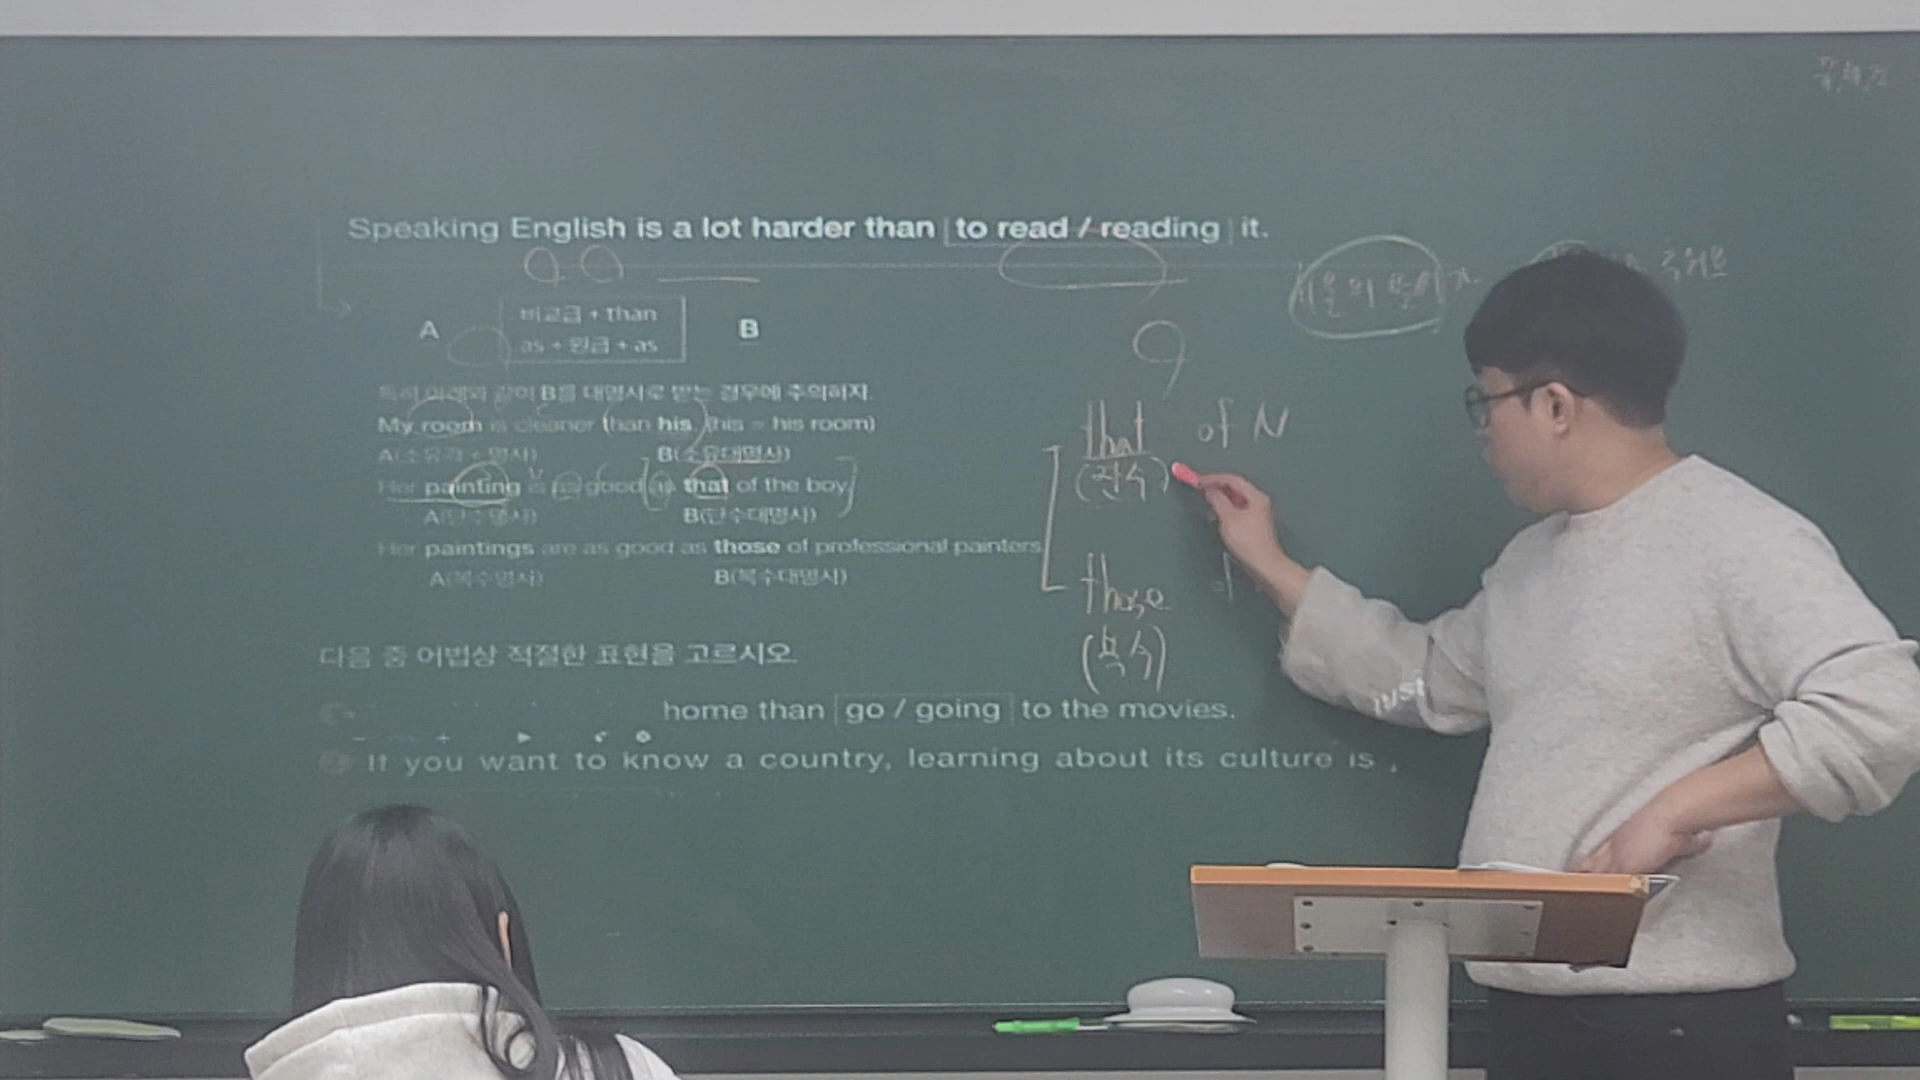 Speaking English is a lot harder than to read / reading it.
A 비교급 + than B
as + 원급 + as
특히 아래와 같이 B를 대명사로 받는 경우에 주의하자.
My room is cleaner than his. (his = his room)
A(소유격 + 명사) B(소유대명사)
Her painting is as good as that of the boy.
A(단수명사) B(단수대명사)
Her paintings are as good as those of professional painters.
A(복수명사) B(복수대명사)
that of N
(단수)
those of
(복수)
다음 중 어법상 적절한 표현을 고르시오.
home than go / going to the movies.
If you want to know a country, learning about its culture is